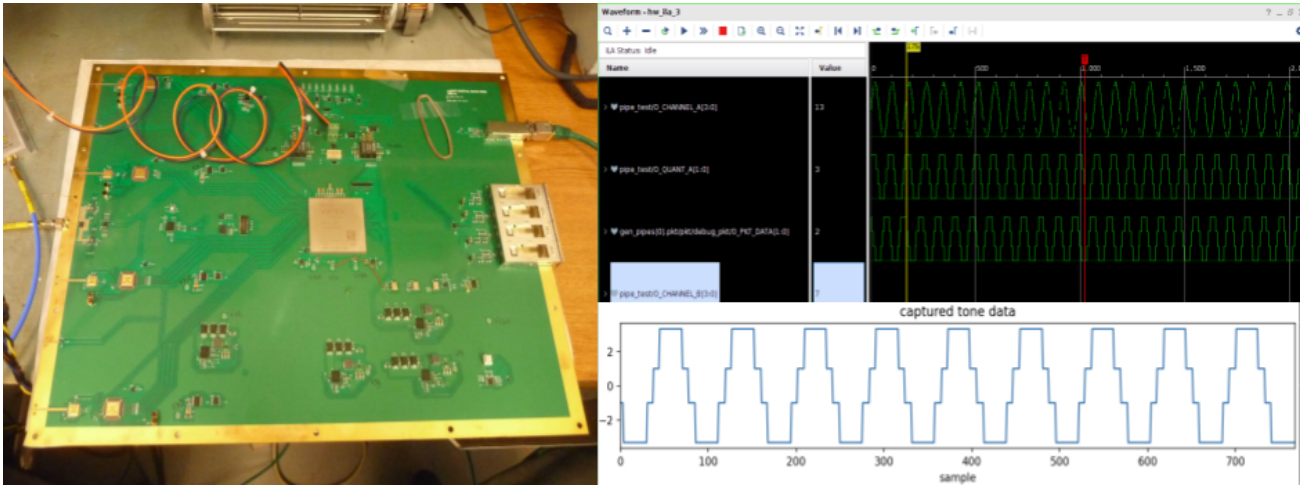 Waveform - hw_ila_3
ILA Status: Idle
Name
Value
0
500
1,000
1,500
pipe_test/O_CHANNEL_A[3:0]
13
pipe_test/O_QUANT_A[1:0]
3
gen_pipes[0].pkt/pkt/debug_pkt/O_PKT_DATA[1:0]
2
pipe_test/O_CHANNEL_B[3:0]
7
captured tone data
2
0
−2
0 100 200 300 400 500 600 700
sample